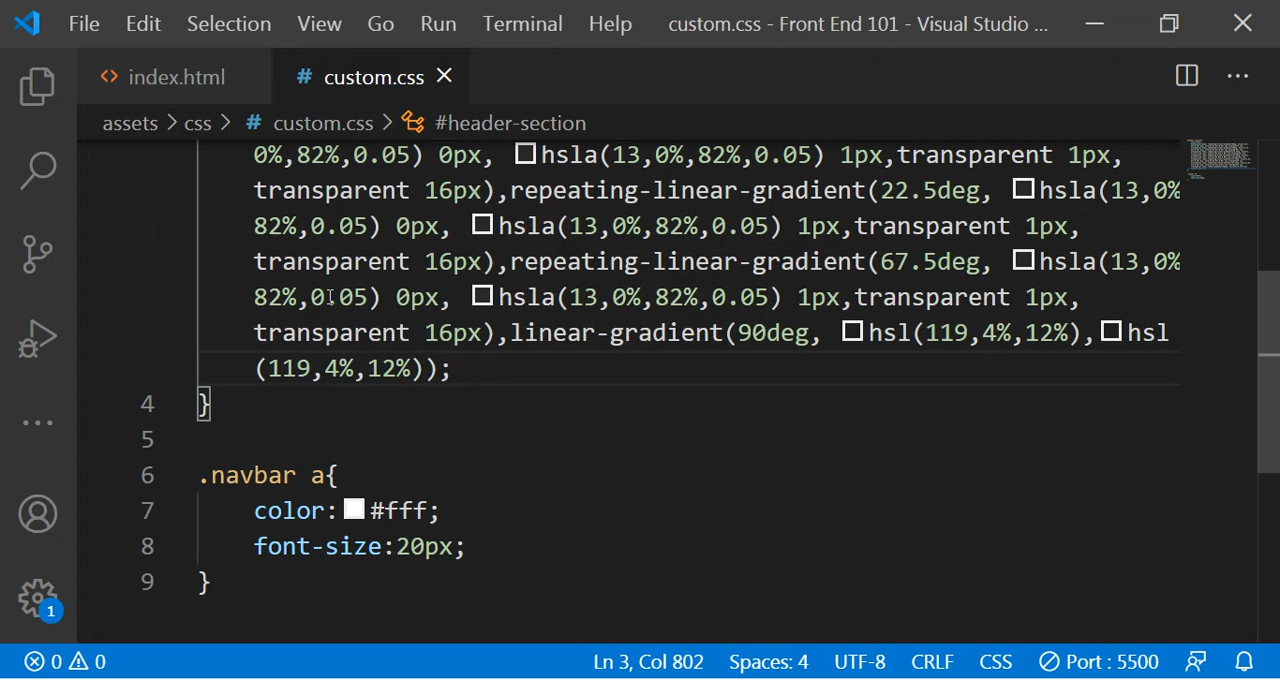 File Edit Selection View Go Run Terminal Help custom.css - Front End 101 - Visual Studio ...
<> index.html # custom.css ×
assets > css > # custom.css > #header-section
0%,82%,0.05) 0px, hsla(13,0%,82%,0.05) 1px,transparent 1px,
transparent 16px),repeating-linear-gradient(22.5deg, hsla(13,0%
82%,0.05) 0px, hsla(13,0%,82%,0.05) 1px,transparent 1px,
transparent 16px),repeating-linear-gradient(67.5deg, hsla(13,0%
82%,0.05) 0px, hsla(13,0%,82%,0.05) 1px,transparent 1px,
transparent 16px),linear-gradient(90deg, hsl(119,4%,12%),hsl
(119,4%,12%));
4 }
5
6 .navbar a{
7 color:#fff;
8 font-size:20px;
9 }
1
0 0 Ln 3, Col 802 Spaces: 4 UTF-8 CRLF CSS Port : 5500